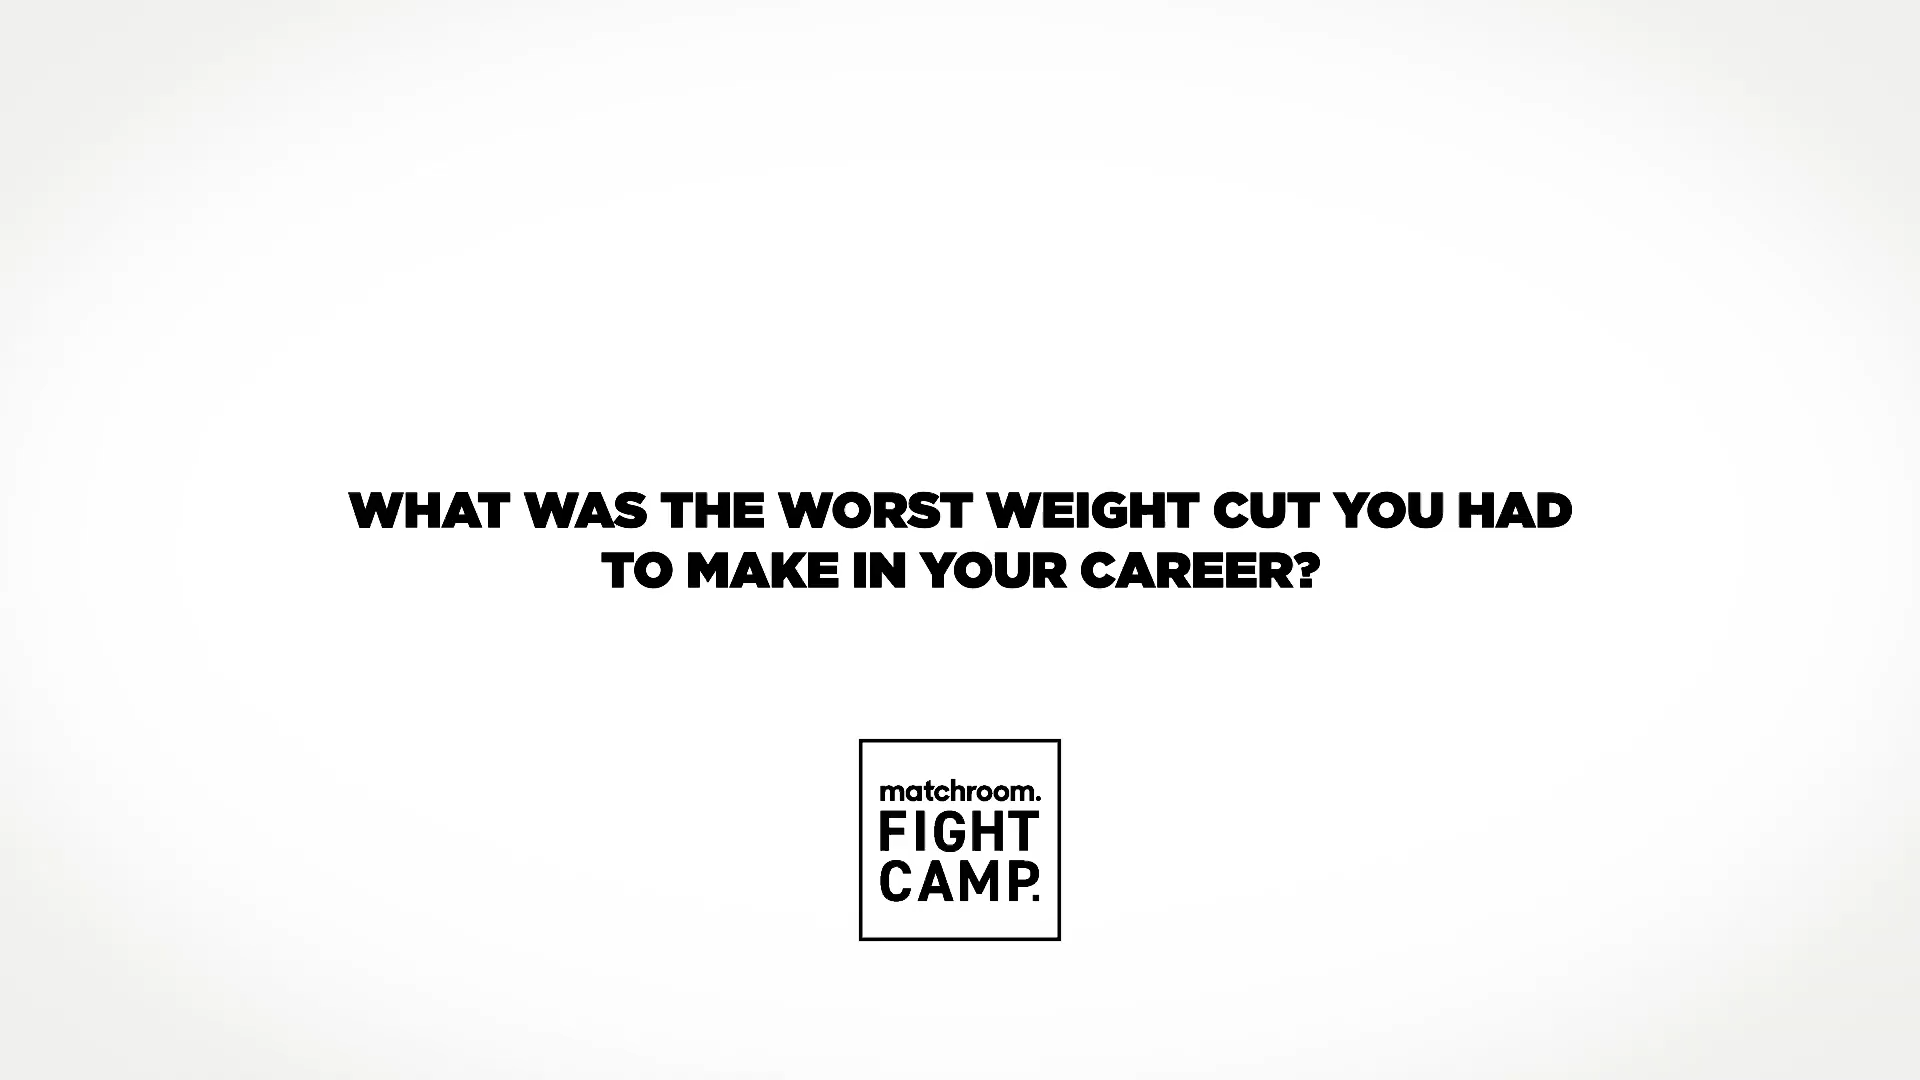 WHAT WAS THE WORST WEIGHT CUT YOU HAD
TO MAKE IN YOUR CAREER?
matchroom.
FIGHT
CAMP.